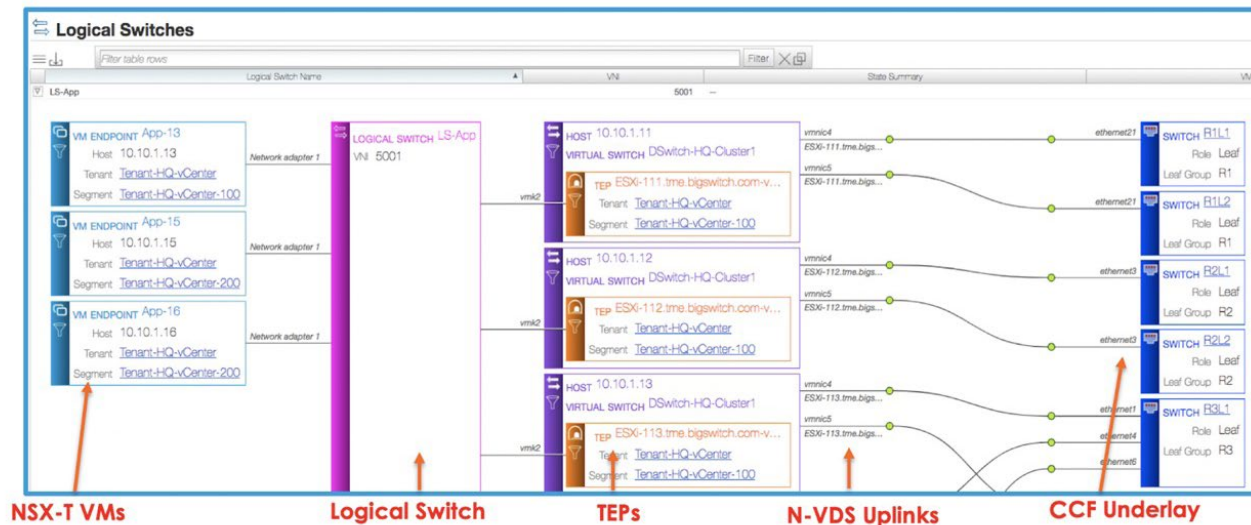 Logical Switches
Filter table rows
Filter
Logical Switch Name
VNI
State Summary
VM
LS-App
5001
--
VM ENDPOINT App-13
Host 10.10.1.13
Tenant Tenant-HQ-vCenter
Segment Tenant-HQ-vCenter-100
Network adapter 1
VM ENDPOINT App-15
Host 10.10.1.15
Tenant Tenant-HQ-vCenter
Segment Tenant-HQ-vCenter-200
Network adapter 1
VM ENDPOINT App-16
Host 10.10.1.16
Tenant Tenant-HQ-vCenter
Segment Tenant-HQ-vCenter-200
Network adapter 1
LOGICAL SWITCH LS-App
VNI 5001
vmk2
vmk2
vmk2
HOST 10.10.1.11
VIRTUAL SWITCH DSwitch-HQ-Cluster1
TEP ESXi-111.tme.bigswitch.com-v...
Tenant Tenant-HQ-vCenter
Segment Tenant-HQ-vCenter-100
HOST 10.10.1.12
VIRTUAL SWITCH DSwitch-HQ-Cluster1
TEP ESXi-112.tme.bigswitch.com-v...
Tenant Tenant-HQ-vCenter
Segment Tenant-HQ-vCenter-100
HOST 10.10.1.13
VIRTUAL SWITCH DSwitch-HQ-Cluster1
TEP ESXi-113.tme.bigswitch.com-v...
Tenant Tenant-HQ-vCenter
Segment Tenant-HQ-vCenter-100
vmnic4
ESXi-111.tme.bigs...
vmnic5
ESXi-111.tme.bigs...
vmnic4
ESXi-112.tme.bigs...
vmnic5
ESXi-112.tme.bigs...
vmnic4
ESXi-113.tme.bigs...
vmnic5
ESXi-113.tme.bigs...
ethernet21
ethernet21
ethernet3
ethernet3
ethernet1
ethernet4
ethernet6
SWITCH R1L1
Role Leaf
Leaf Group R1
SWITCH R1L2
Role Leaf
Leaf Group R1
SWITCH R2L1
Role Leaf
Leaf Group R2
SWITCH R2L2
Role Leaf
Leaf Group R2
SWITCH R3L1
Role Leaf
Leaf Group R3
NSX-T VMs
Logical Switch
TEPs
N-VDS Uplinks
CCF Underlay